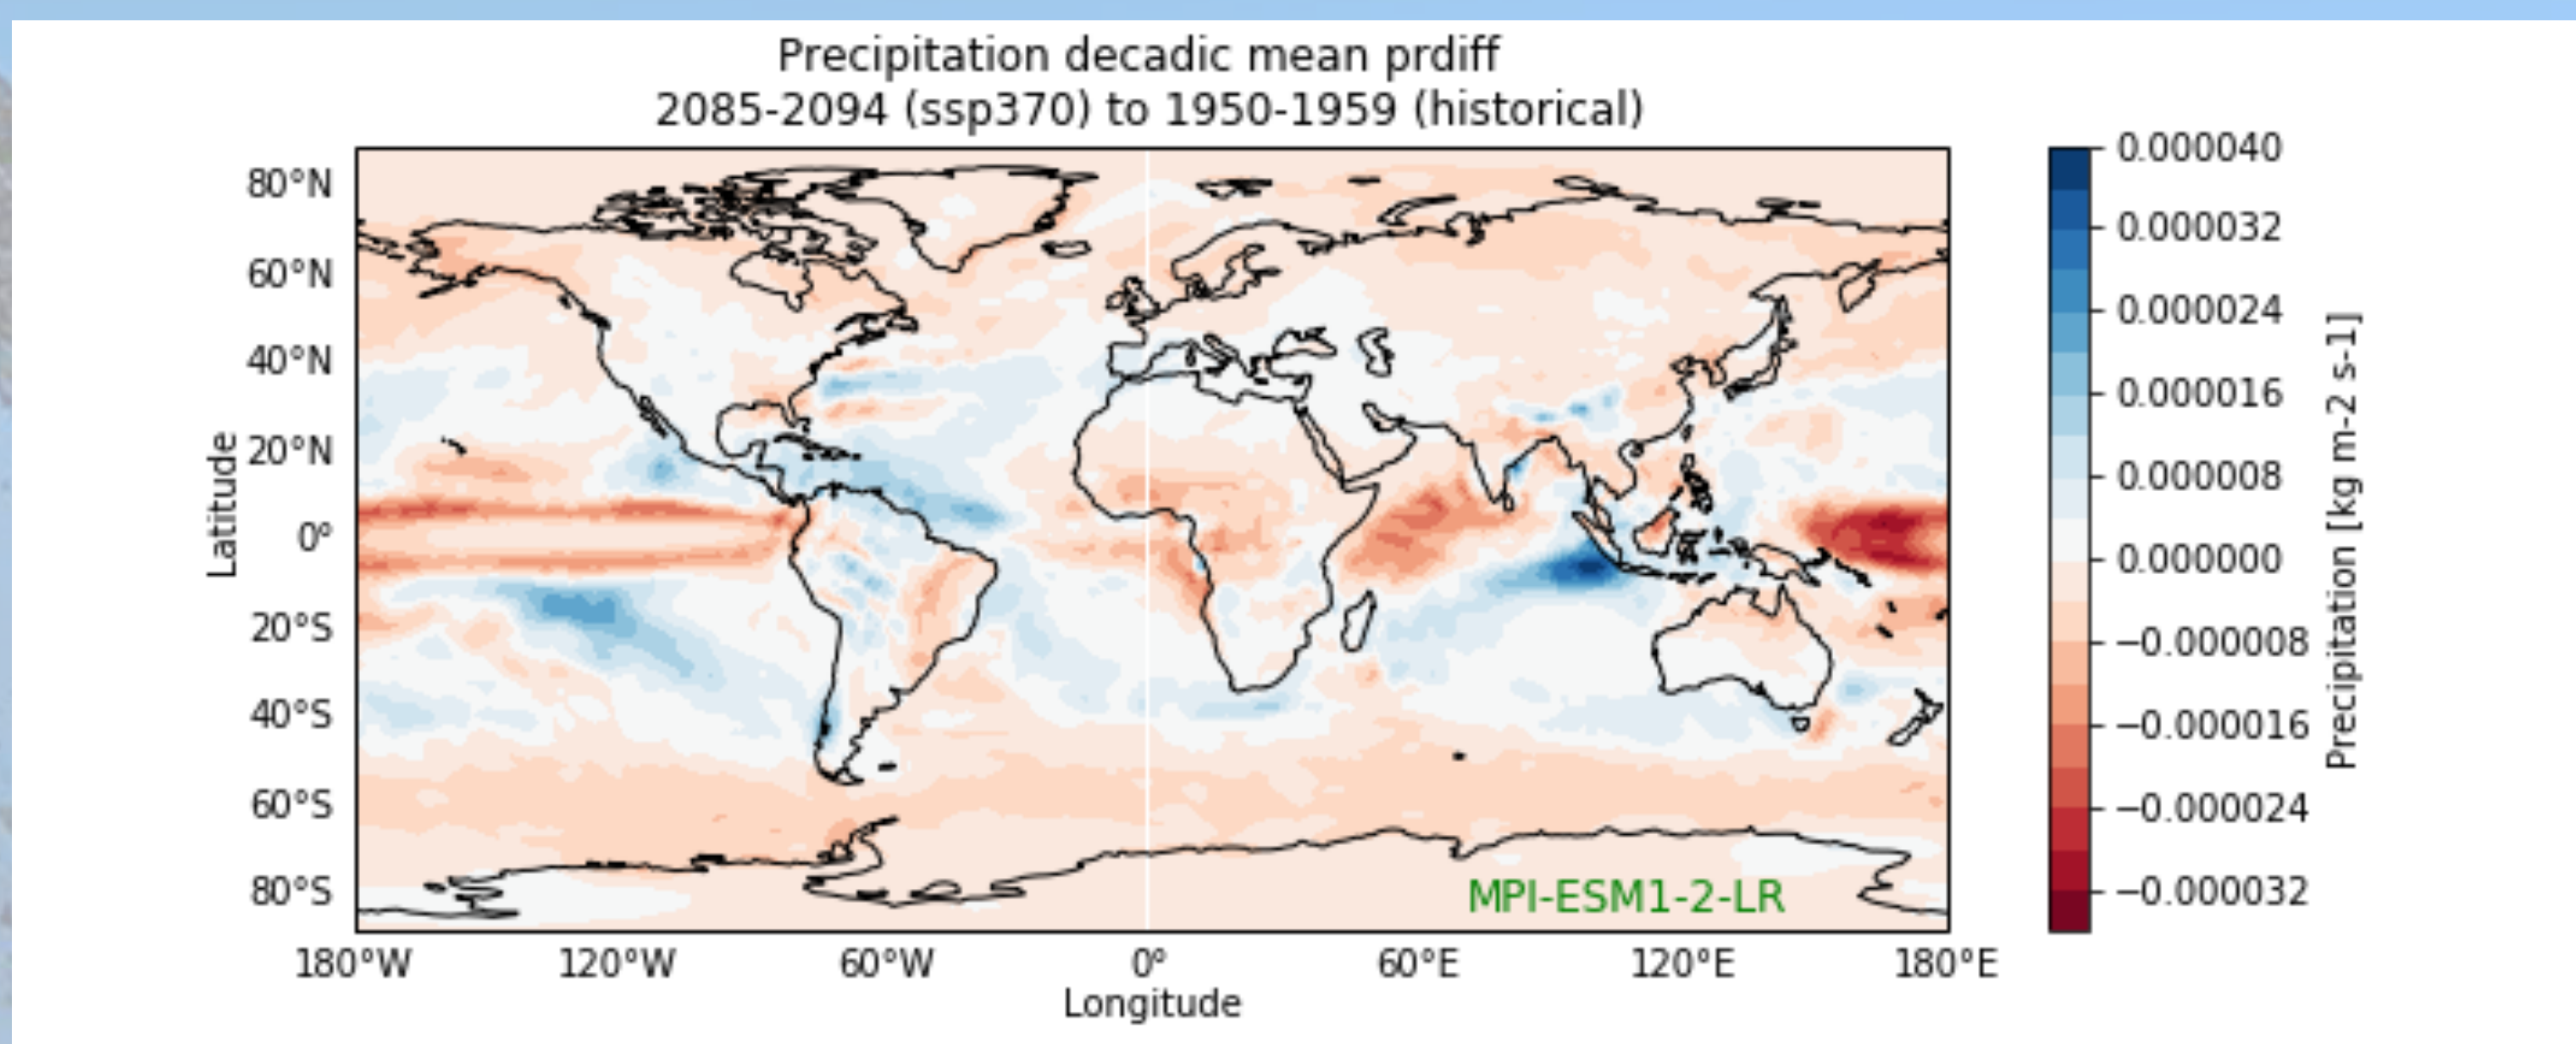 Precipitation decadic mean prdiff
2085-2094 (ssp370) to 1950-1959 (historical)
80°N
60°N
40°N
20°N
0°
20°S
40°S
60°S
80°S
Latitude
180°W
120°W
60°W
0°
60°E
120°E
180°E
Longitude
MPI-ESM1-2-LR
0.000040
0.000032
0.000024
0.000016
0.000008
0.000000
−0.000008
−0.000016
−0.000024
−0.000032
Precipitation [kg m-2 s-1]